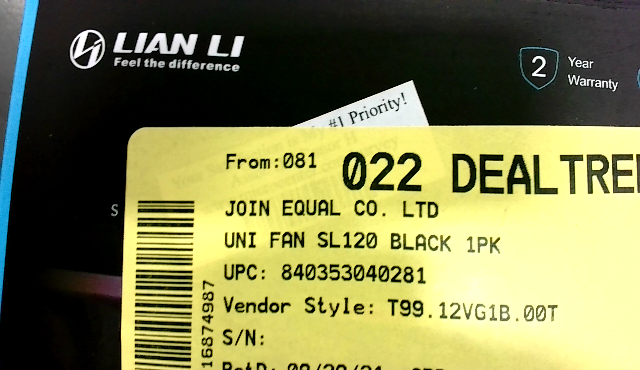 LIAN LI
Feel the difference
2 Year
Warranty
#1 Priority!
From:081 022 DEALTREE
JOIN EQUAL CO. LTD
UNI FAN SL120 BLACK 1PK
UPC: 840353040281
Vendor Style: T99.12VG1B.00T
S/N:
16874987
S